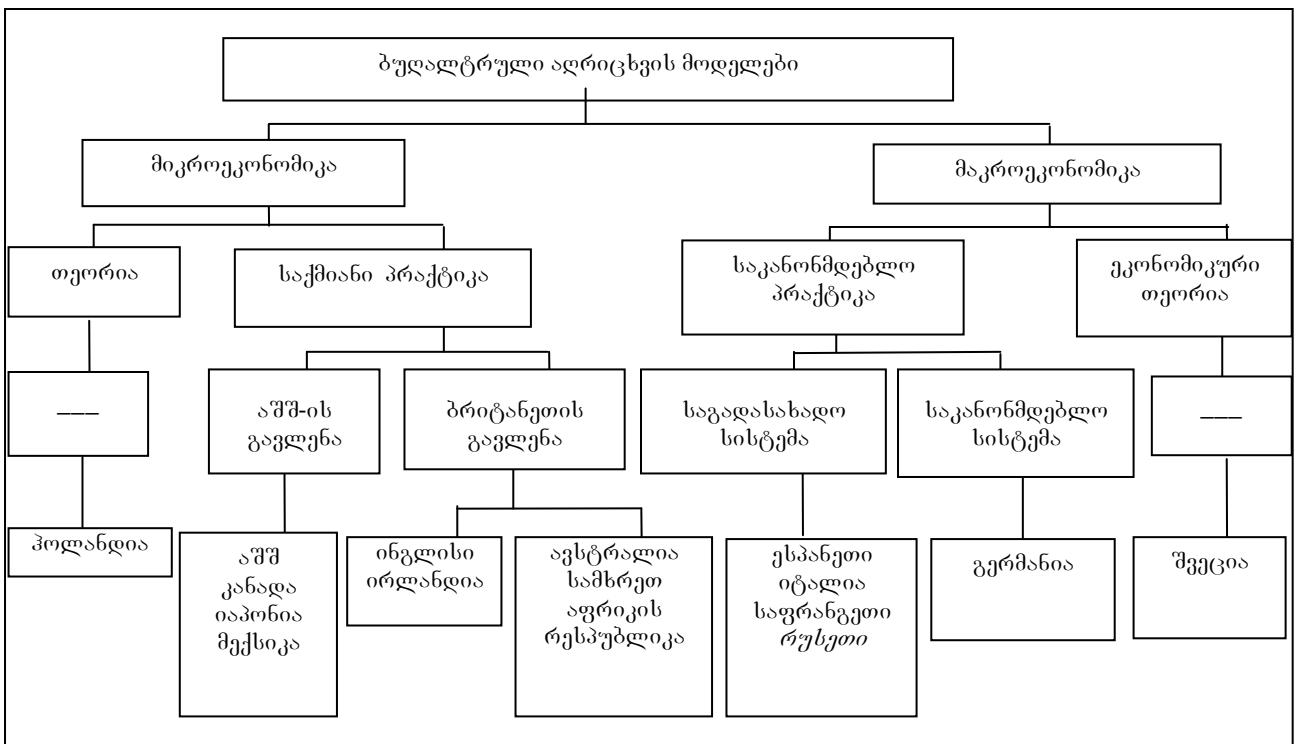 ბუღალტრული აღრიცხვის მოდელები
მიკროეკონომიკა
მაკროეკონომიკა
თეორია
საქმიანი პრაქტიკა
საკანონმდებლო
პრაქტიკა
ეკონომიკური
თეორია
___
აშშ-ის
გავლენა
ბრიტანეთის
გავლენა
საგადასახადო
სისტემა
საკანონმდებლო
სისტემა
___
ჰოლანდია
აშშ
კანადა
იაპონია
მექსიკა
ინგლისი
ირლანდია
ავსტრალია
სამხრეთ
აფრიკის
რესპუბლიკა
ესპანეთი
იტალია
საფრანგეთი
რუსეთი
გერმანია
შვეცია